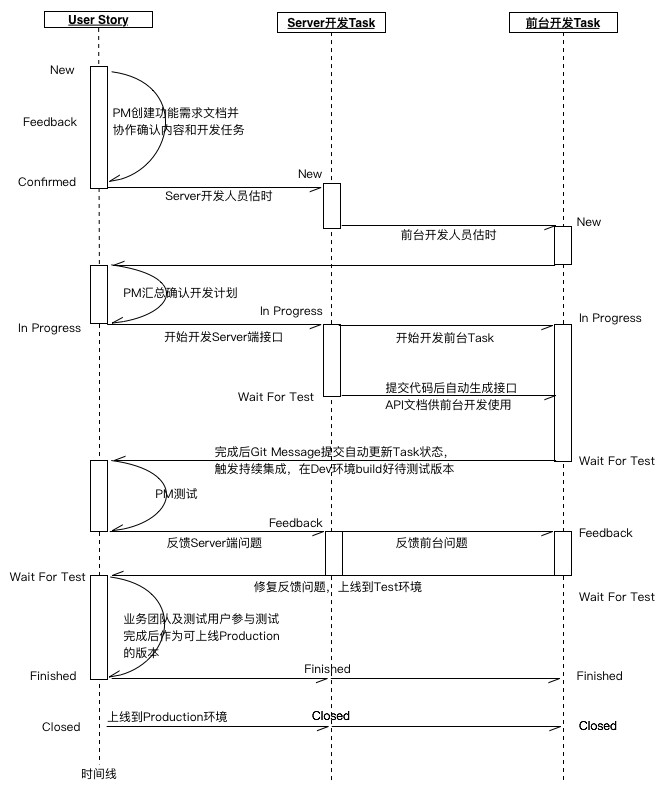 User Story
Server开发Task
前台开发Task
New
PM创建功能需求文档并
协作确认内容和开发任务
Feedback
Confirmed
New
Server开发人员估时
New
前台开发人员估时
PM汇总确认开发计划
In Progress
In Progress
In Progress
开始开发Server端接口
开始开发前台Task
提交代码后自动生成接口
Wait For Test
API文档供前台开发使用
完成后Git Message提交自动更新Task状态，
Wait For Test
触发持续集成，在Dev环境build好待测试版本
PM测试
Feedback
Feedback
反馈Server端问题
反馈前台问题
Wait For Test
修复反馈问题，上线到Test环境
Wait For Test
业务团队及测试用户参与测试
完成后作为可上线Production
的版本
Finished
Finished
Finished
上线到Production环境
Closed
Closed
Closed
时间线